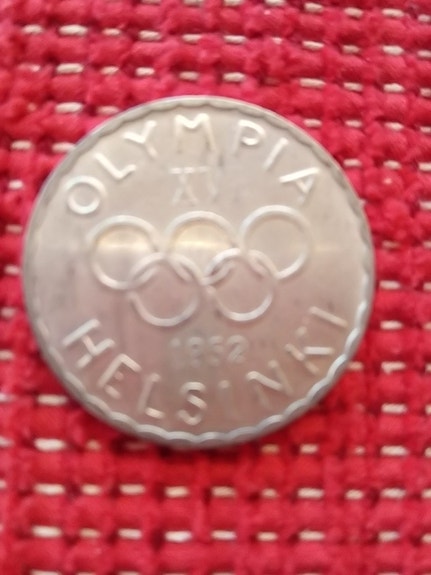 OLYMPIA
XV
1952
HELSINKI